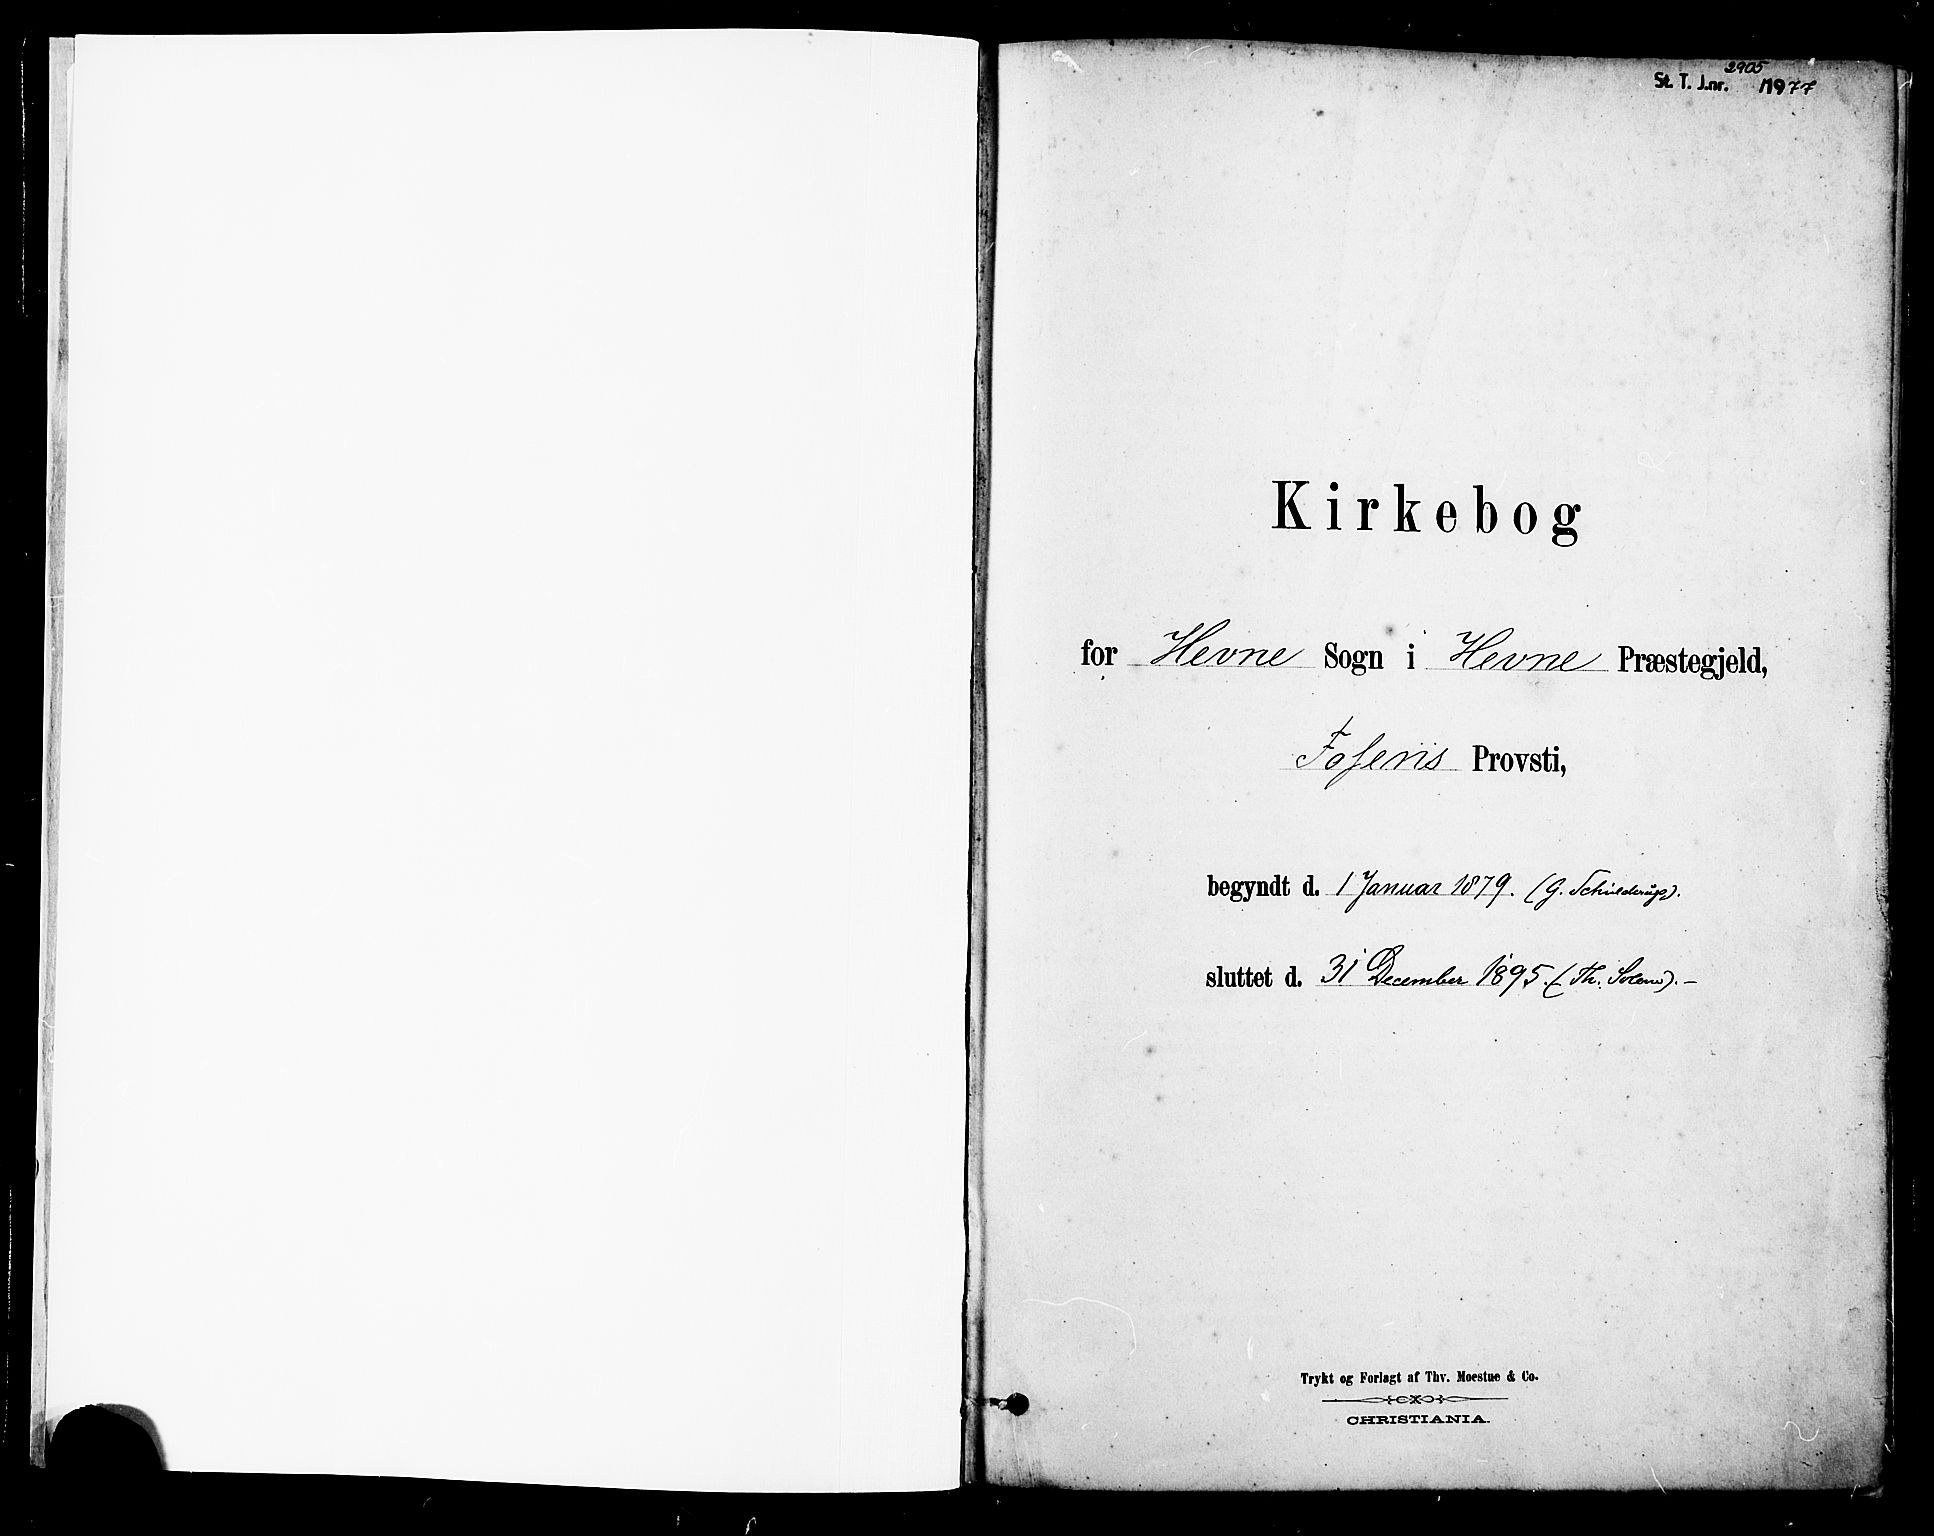 2905
St. T. J.nr. /1977
Kirkebog
for Hevne Sogn i Hevne Præstegjeld,
Fosens Provsti,
begyndt d. 1 Januar 1879. (G. Schulderup).
sluttet d. 31 December 1895. (Th. Solem). –
Trykt og Forlagt af Thv. Moestue & Co.
CHRISTIANIA.